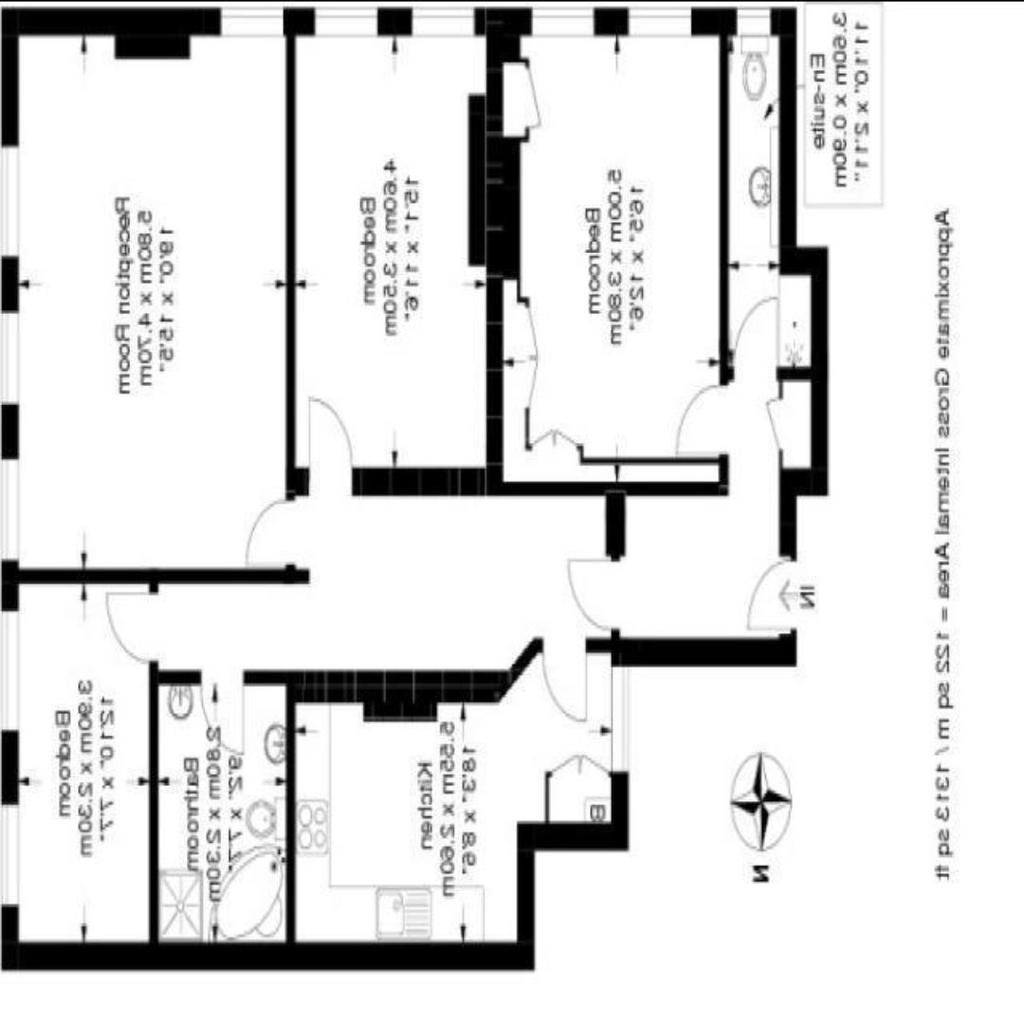 En-suite
3.60m x 0.90m
11.10" x 2.11"
Bedroom
5.00m x 3.80m
16.5" x 12.6"
Bedroom
4.60m x 3.50m
15.1" x 11.6"
Reception Room
5.80m x 4.70m
19.0" x 15.5"
IN
Kitchen
5.55m x 2.60m
18.3" x 8.6"
B
Bathroom
2.80m x 2.30m
9.2" x 7.7"
Bedroom
3.90m x 2.30m
12.10" x 7.7"
N
Approximate Gross Internal Area = 122 sq m / 1313 sq ft